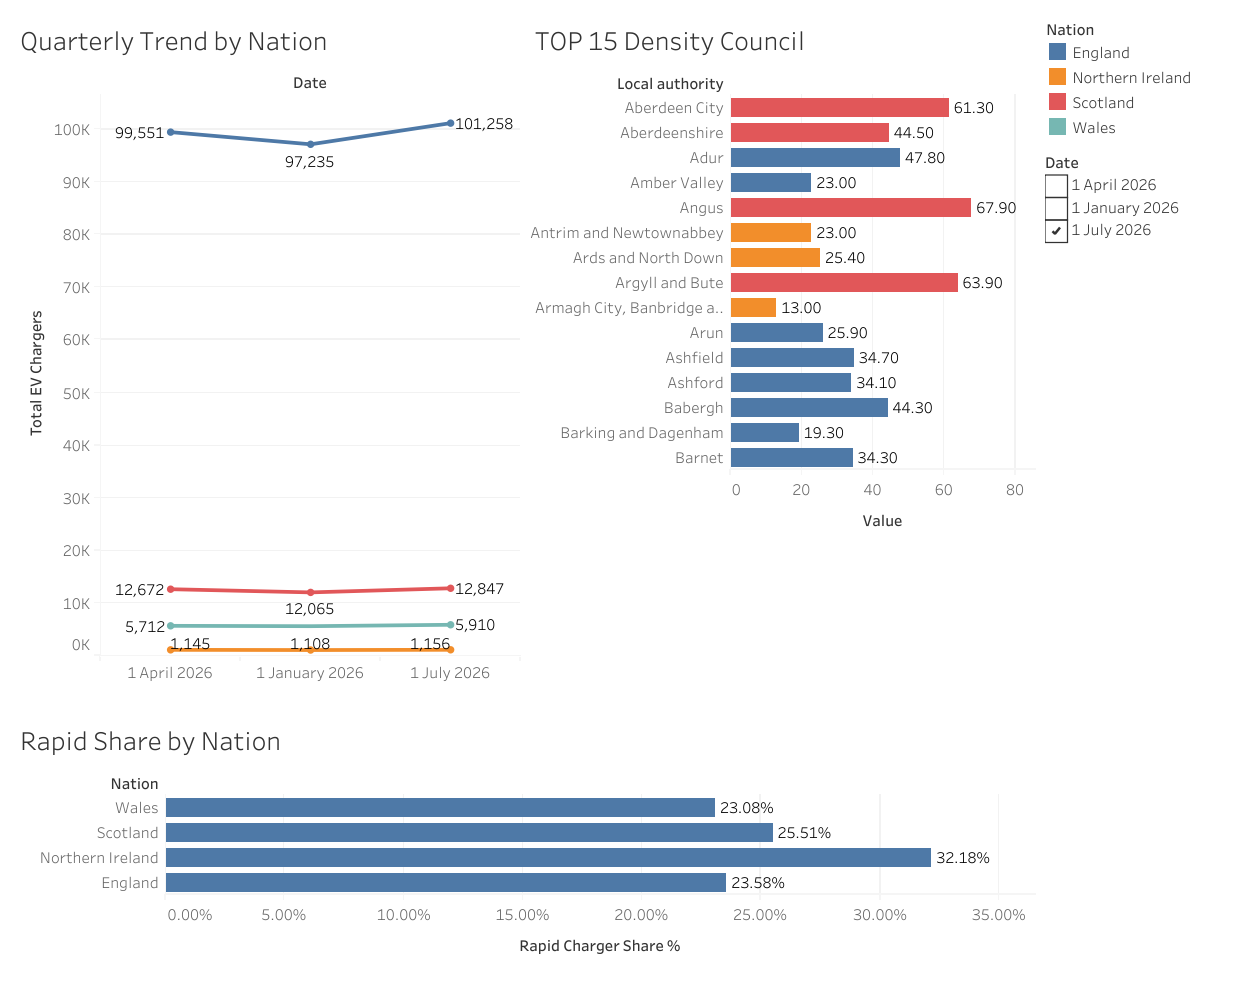 Quarterly Trend by Nation
Date
Total EV Chargers
100K
90K
80K
70K
60K
50K
40K
30K
20K
10K
0K
99,551
97,235
101,258
12,672
12,065
12,847
5,712
5,910
1,145
1,108
1,156
1 April 2026
1 January 2026
1 July 2026
TOP 15 Density Council
Local authority
Aberdeen City 61.30
Aberdeenshire 44.50
Adur 47.80
Amber Valley 23.00
Angus 67.90
Antrim and Newtownabbey 23.00
Ards and North Down 25.40
Argyll and Bute 63.90
Armagh City, Banbridge a.. 13.00
Arun 25.90
Ashfield 34.70
Ashford 34.10
Babergh 44.30
Barking and Dagenham 19.30
Barnet 34.30
0 20 40 60 80
Value
Nation
England
Northern Ireland
Scotland
Wales
Date
1 April 2026
1 January 2026
1 July 2026
Rapid Share by Nation
Nation
Wales 23.08%
Scotland 25.51%
Northern Ireland 32.18%
England 23.58%
0.00% 5.00% 10.00% 15.00% 20.00% 25.00% 30.00% 35.00%
Rapid Charger Share %